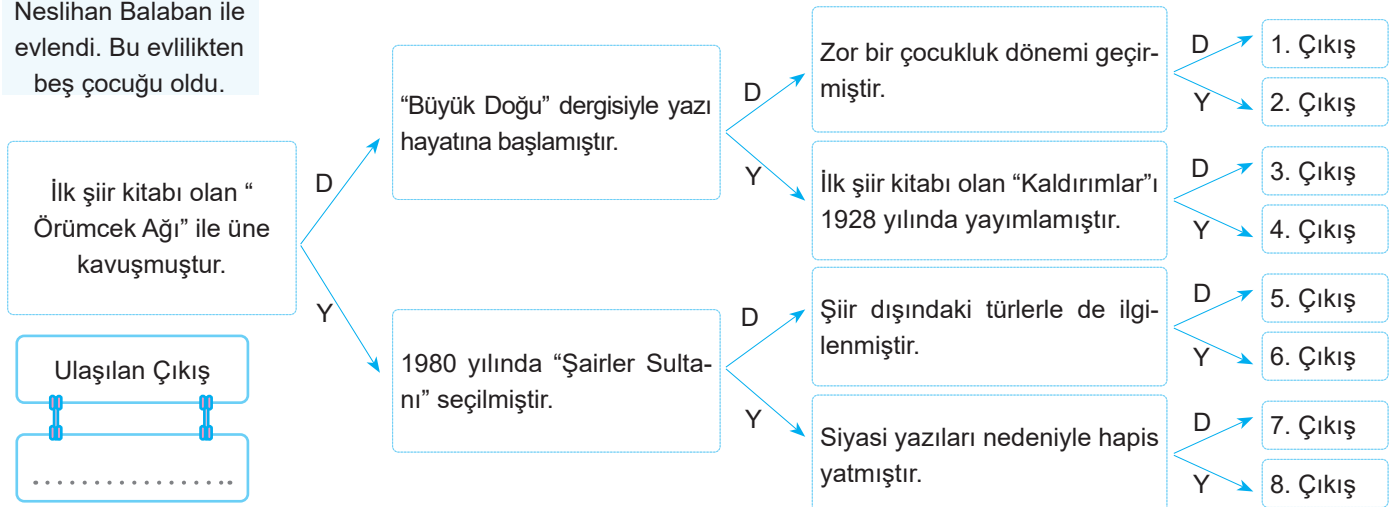 Neslihan Balaban ile
evlendi. Bu evlilikten
beş çocuğu oldu.
İlk şiir kitabı olan “
Örümcek Ağı” ile üne
kavuşmuştur.
D
Y
“Büyük Doğu” dergisiyle yazı
hayatına başlamıştır.
D
Y
1980 yılında “Şairler Sulta-
nı” seçilmiştir.
D
Y
Zor bir çocukluk dönemi geçir-
miştir.
D
Y
1. Çıkış
2. Çıkış
İlk şiir kitabı olan “Kaldırımlar”ı
1928 yılında yayımlamıştır.
D
Y
3. Çıkış
4. Çıkış
Şiir dışındaki türlerle de ilgi-
lenmiştir.
D
Y
5. Çıkış
6. Çıkış
Siyasi yazıları nedeniyle hapis
yatmıştır.
D
Y
7. Çıkış
8. Çıkış
Ulaşılan Çıkış
..................